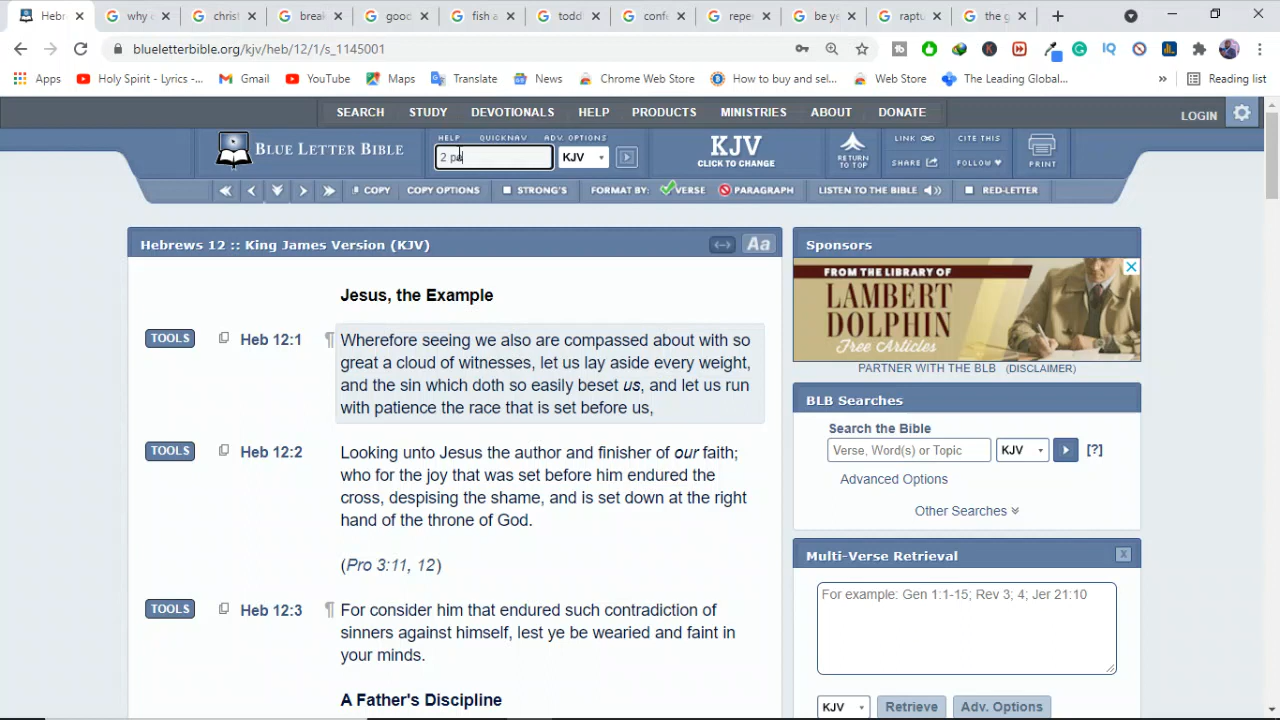 Hebr
why c
christ
break
good
fish a
toddl
confe
repe
be ye
raptu
the g
blueletterbible.org/kjv/heb/12/1/s_1145001
Apps
Holy Spirit - Lyrics -...
Gmail
YouTube
Maps
Translate
News
Chrome Web Store
How to buy and sel...
Web Store
The Leading Global...
»
Reading list
SEARCH
STUDY
DEVOTIONALS
HELP
PRODUCTS
MINISTRIES
ABOUT
DONATE
LOGIN
BLUE LETTER BIBLE
HELP
QUICKNAV
ADV. OPTIONS
KJV
KJV
CLICK TO CHANGE
RETURN
TO TOP
LINK
CITE THIS
SHARE
FOLLOW
PRINT
COPY
COPY OPTIONS
STRONG'S
FORMAT BY:
VERSE
PARAGRAPH
LISTEN TO THE BIBLE
RED-LETTER
Hebrews 12 :: King James Version (KJV)
Aa
Jesus, the Example
TOOLS
Heb 12:1
¶ Wherefore seeing we also are compassed about with so
great a cloud of witnesses, let us lay aside every weight,
and the sin which doth so easily beset us, and let us run
with patience the race that is set before us,
TOOLS
Heb 12:2
Looking unto Jesus the author and finisher of our faith;
who for the joy that was set before him endured the
cross, despising the shame, and is set down at the right
hand of the throne of God.
(Pro 3:11, 12)
TOOLS
Heb 12:3
¶ For consider him that endured such contradiction of
sinners against himself, lest ye be wearied and faint in
your minds.
A Father's Discipline
Sponsors
FROM THE LIBRARY OF
LAMBERT
DOLPHIN
Free Articles
PARTNER WITH THE BLB (DISCLAIMER)
BLB Searches
Search the Bible
Verse, Word(s) or Topic
KJV
[?]
Advanced Options
Other Searches
Multi-Verse Retrieval
X
For example: Gen 1:1-15; Rev 3; 4; Jer 21:10
KJV
Retrieve
Adv. Options